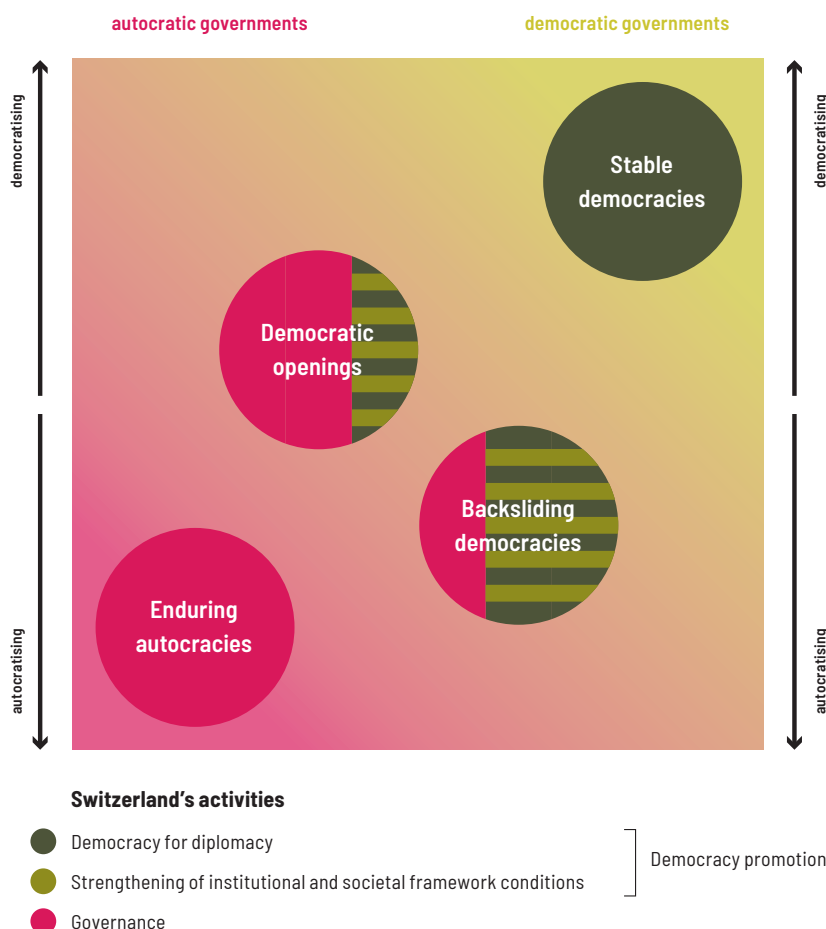 autocratic governments
democratic governments
democratising
democratising
Stable
democracies
Democratic
openings
Backsliding
democracies
Enduring
autocracies
autocratising
autocratising
Switzerland's activities
Democracy for diplomacy
Strengthening of institutional and societal framework conditions
Democracy promotion
Governance